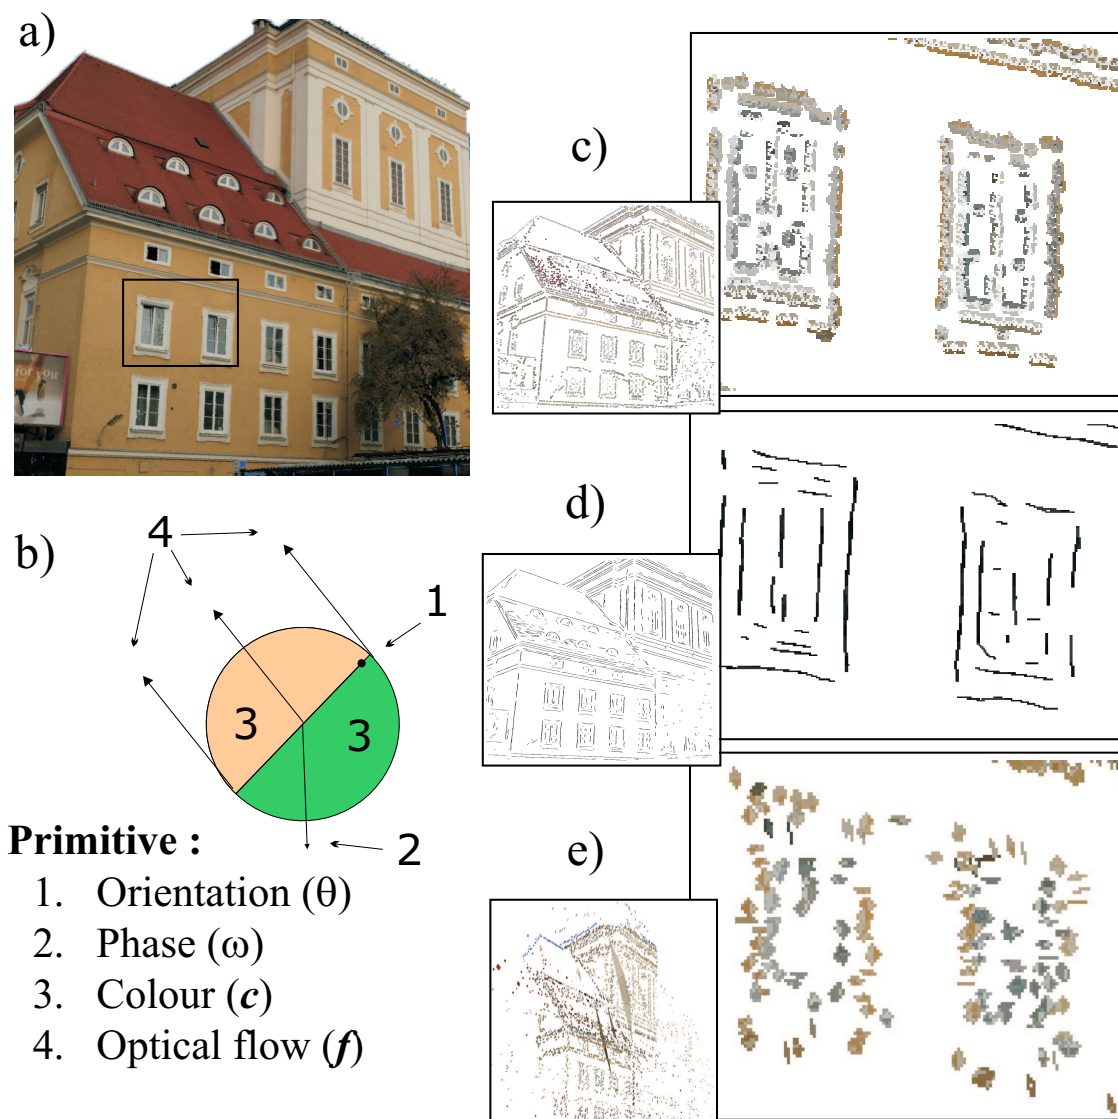 a)
for you
c)
d)
b)
4
1
3
3
2
e)
Primitive :
1. Orientation (θ)
2. Phase (ω)
3. Colour (c)
4. Optical flow (f)